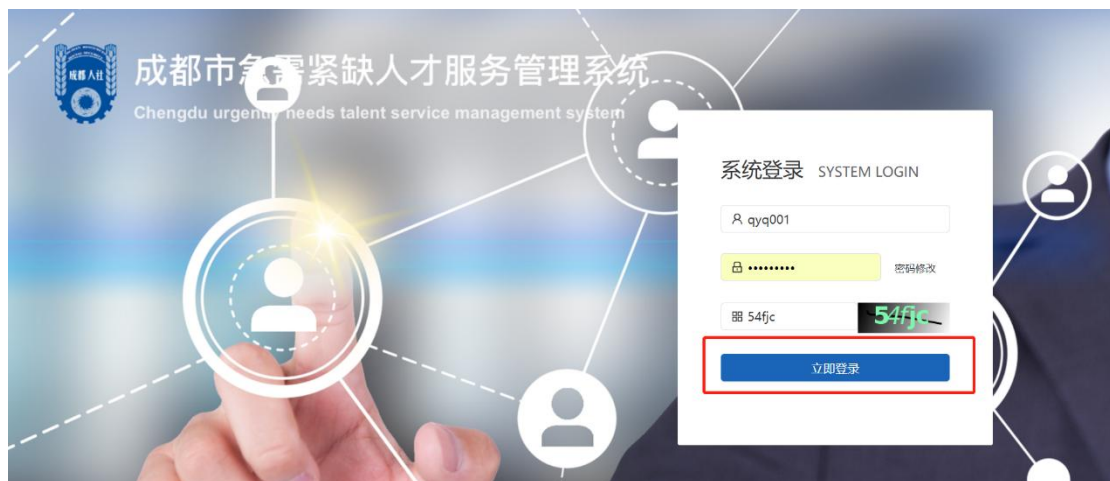 成都人社
成都市急需紧缺人才服务管理系统
Chengdu urgently needs talent service management system
系统登录 SYSTEM LOGIN
qyq001
••••••••• 密码修改
54fjc 54fjc
立即登录